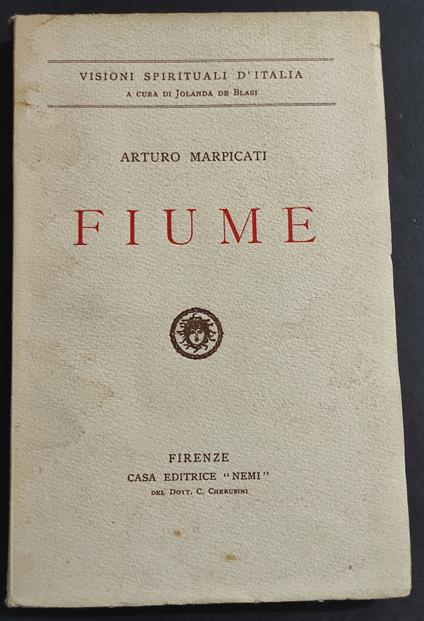 VISIONI SPIRITUALI D'ITALIA
A CURA DI JOLANDA DE BLASI
ARTURO MARPICATI
FIUME
FIRENZE
CASA EDITRICE "NEMI"
DEL DOTT. C. CHERUBINI